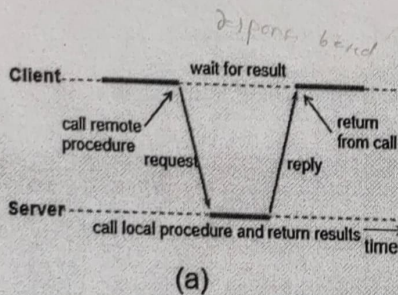 wait for result
Client
call remote
procedure
return
from call
request
reply
Server
call local procedure and return results
time
(a)